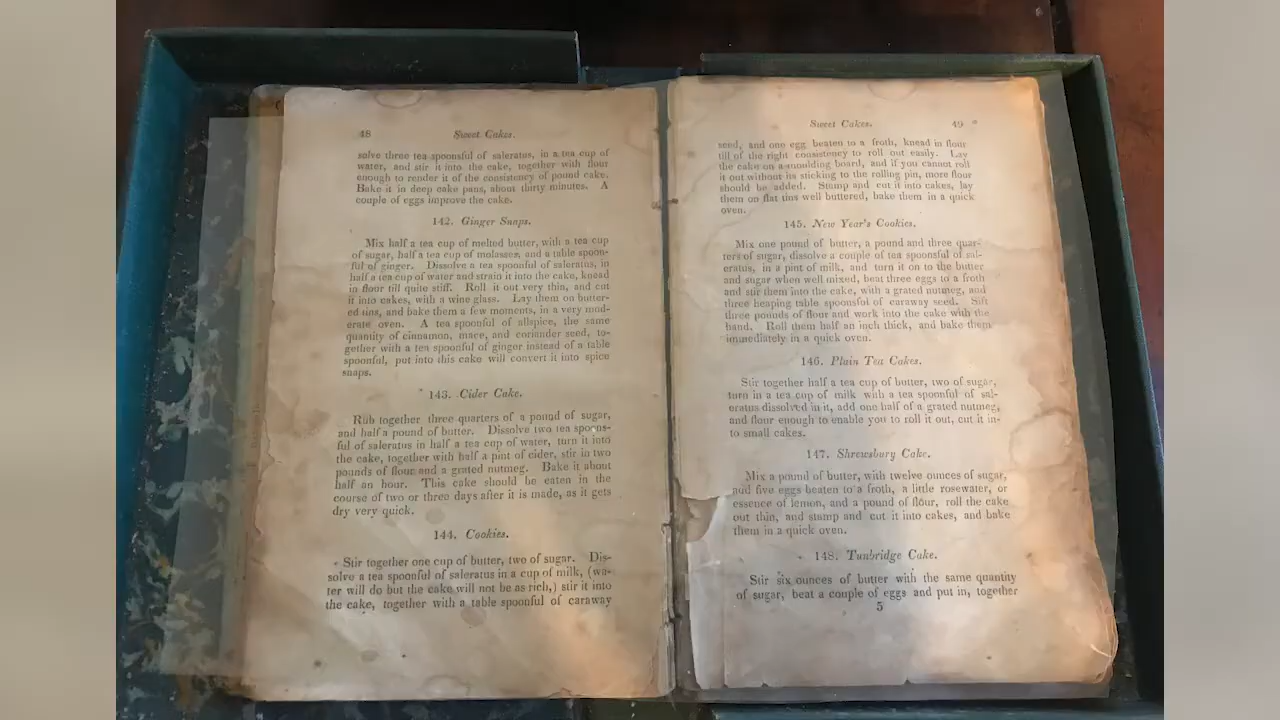 48
Sweet Cakes.
solve three tea spoonsful of saleratus, in a tea cup of
water, and stir it into the cake, together with flour
enough to render it of the consistency of pound cake.
Bake it in deep cake pans, about thirty minutes. A
couple of eggs improve the cake.
142. Ginger Snaps.
Mix half a tea cup of melted butter, with a tea cup
of sugar, half a tea cup of molasses, and a table spoon-
ful of ginger. Dissolve a tea spoonful of saleratus, in
half a tea cup of water and strain it into the cake, knead
in flour till quite stiff. Roll it out very thin, and cut
it into cakes, with a wine glass. Lay them on butter-
ed tins, and bake them a few moments, in a very mod-
erate oven. A tea spoonful of allspice, the same
quantity of cinnamon, mace, and coriander seed, to-
gether with a tea spoonful of ginger instead of a table
spoonful, put into this cake will convert it into spice
snaps.
143. Cider Cake.
Rub together three quarters of a pound of sugar,
and half a pound of butter. Dissolve two tea spoons-
ful of saleratus in half a tea cup of water, turn it into
the cake, together with half a pint of cider, stir in two
pounds of flour and a grated nutmeg. Bake it about
half an hour. This cake should be eaten in the
course of two or three days after it is made, as it gets
dry very quick.
144. Cookies.
Stir together one cup of butter, two of sugar. Dis-
solve a tea spoonful of saleratus in a cup of milk, (wa-
ter will do but the cake will not be as rich,) stir it into
the cake, together with a table spoonful of caraway
Sweet Cakes.
49
seed, and one egg beaten to a froth, knead in flour
till of the right consistency to roll out easily. Lay
the cake on a moulding board, and if you cannot roll
it out without its sticking to the rolling pin, more flour
should be added. Stamp and cut it into cakes, lay
them on flat tins well buttered, bake them in a quick
oven.
145. New Year's Cookies.
Mix one pound of butter, a pound and three quar-
ters of sugar, dissolve a couple of tea spoonsful of sal-
eratus, in a pint of milk, and turn it on to the butter
and sugar when well mixed, beat three eggs to a froth
and stir them into the cake, with a grated nutmeg, and
three heaping table spoonsful of caraway seed. Sift
three pounds of flour and work into the cake with the
hand. Roll them half an inch thick, and bake them
immediately in a quick oven.
146. Plain Tea Cakes.
Stir together half a tea cup of butter, two of sugar,
turn in a tea cup of milk with a tea spoonful of sal-
eratus dissolved in it, add one half of a grated nutmeg,
and flour enough to enable you to roll it out, cut it in-
to small cakes.
147. Shrewsbury Cake.
Mix a pound of butter, with twelve ounces of sugar,
and five eggs beaten to a froth, a little rosewater, or
essence of lemon, and a pound of flour, roll the cake
out thin, and stamp and cut it into cakes, and bake
them in a quick oven.
148. Tunbridge Cake.
Stir six ounces of butter with the same quantity
of sugar, beat a couple of eggs and put in, together
5